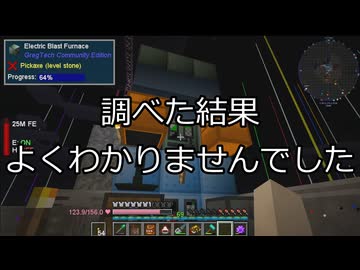 Electric Blast Furnace
GregTech Community Edition
Pickaxe (level stone)
Progress: 64%
調べた結果
よくわかりませんでした
25M FE
E: ON
123.9/156.0